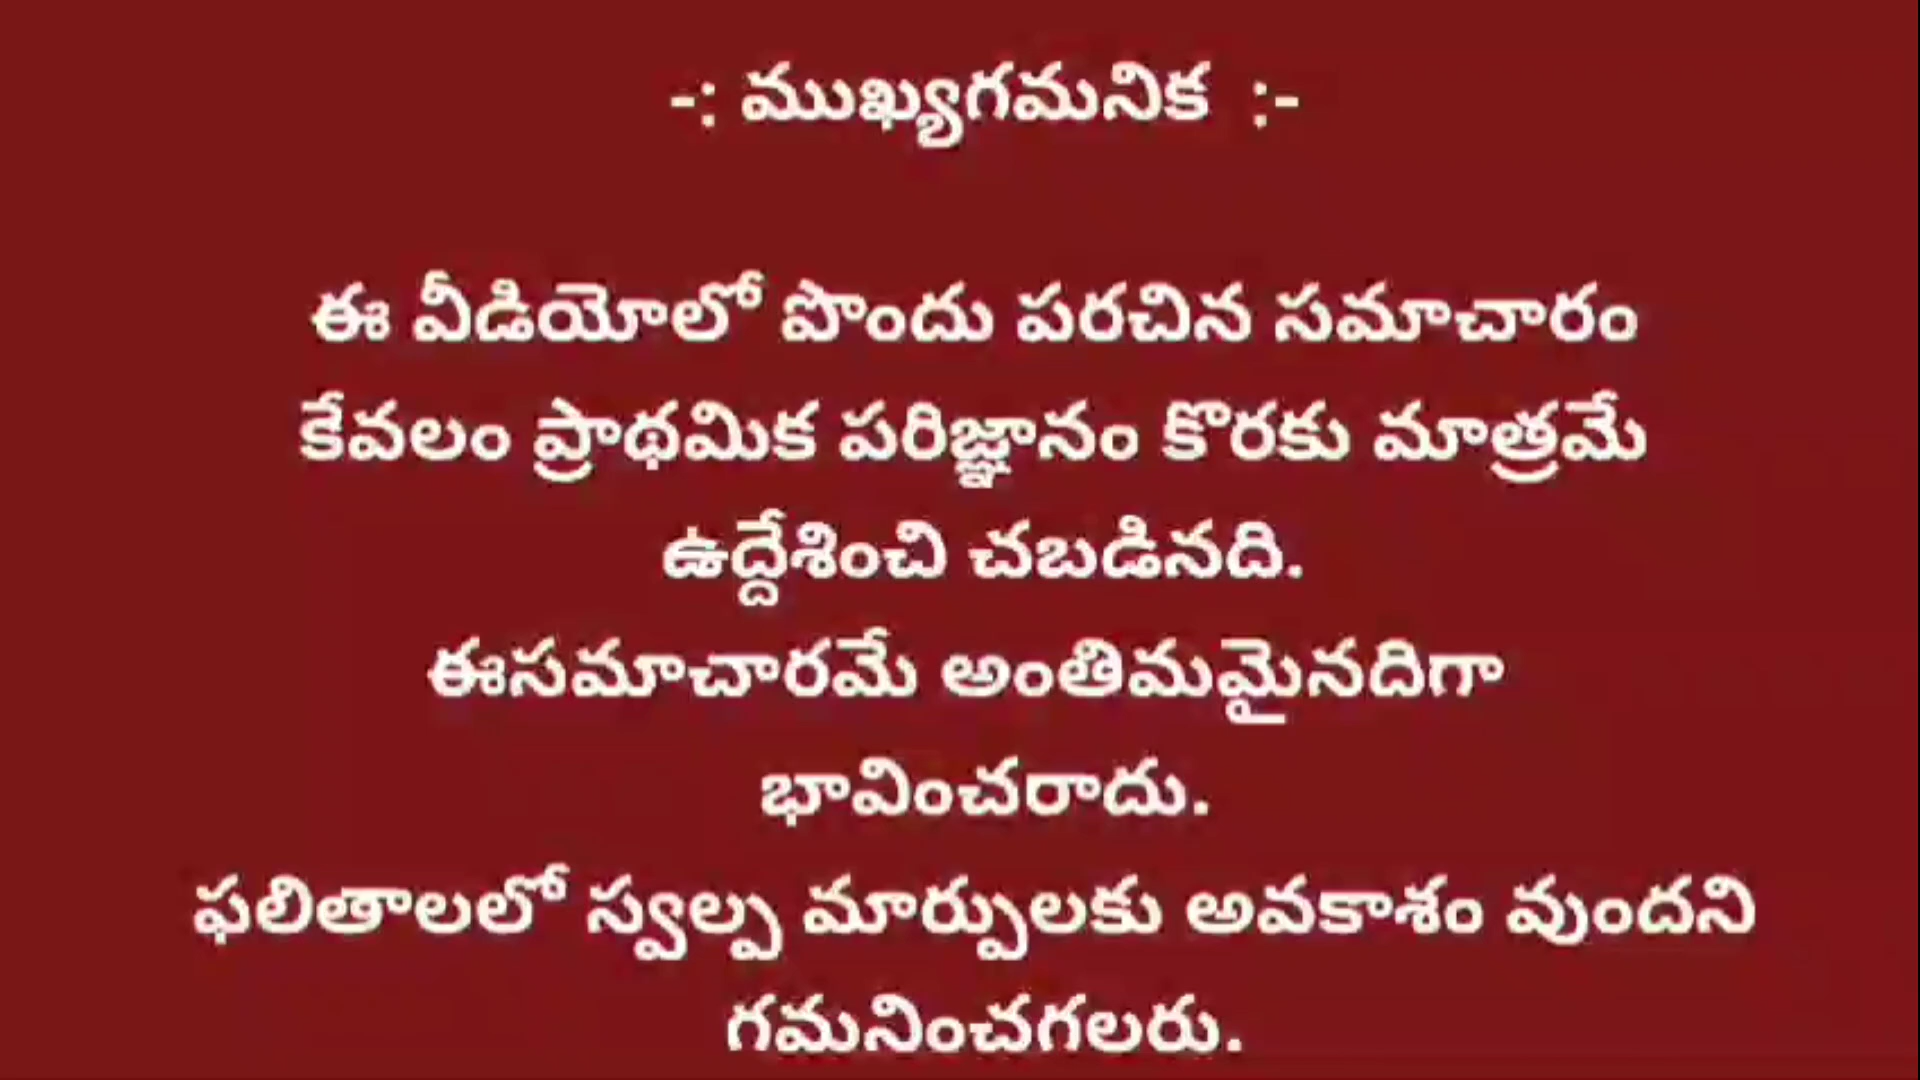 -: ముఖ్యగమనిక :-
ఈ వీడియోలో పొందు పరచిన సమాచారం
కేవలం ప్రాథమిక పరిజ్ఞానం కొరకు మాత్రమే
ఉద్దేశించి చబడినది.
ఈసమాచారమే అంతిమమైనదిగా
భావించరాదు.
ఫలితాలలో స్వల్ప మార్పులకు అవకాశం వుందని
గమనించగలరు.